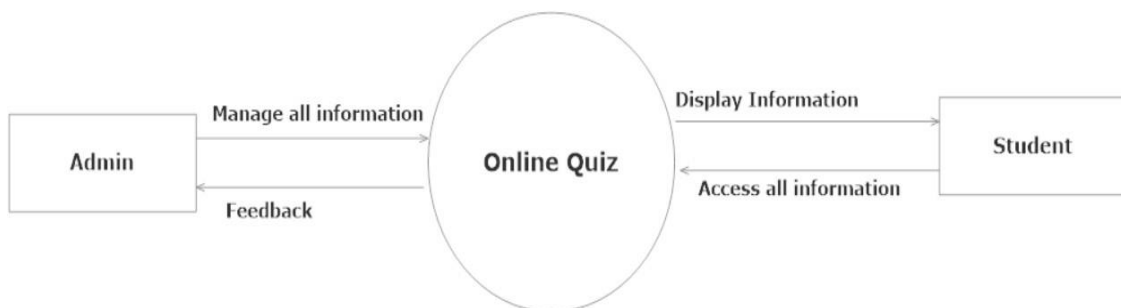 Manage all information
Admin
Feedback
Online Quiz
Display Information
Student
Access all information